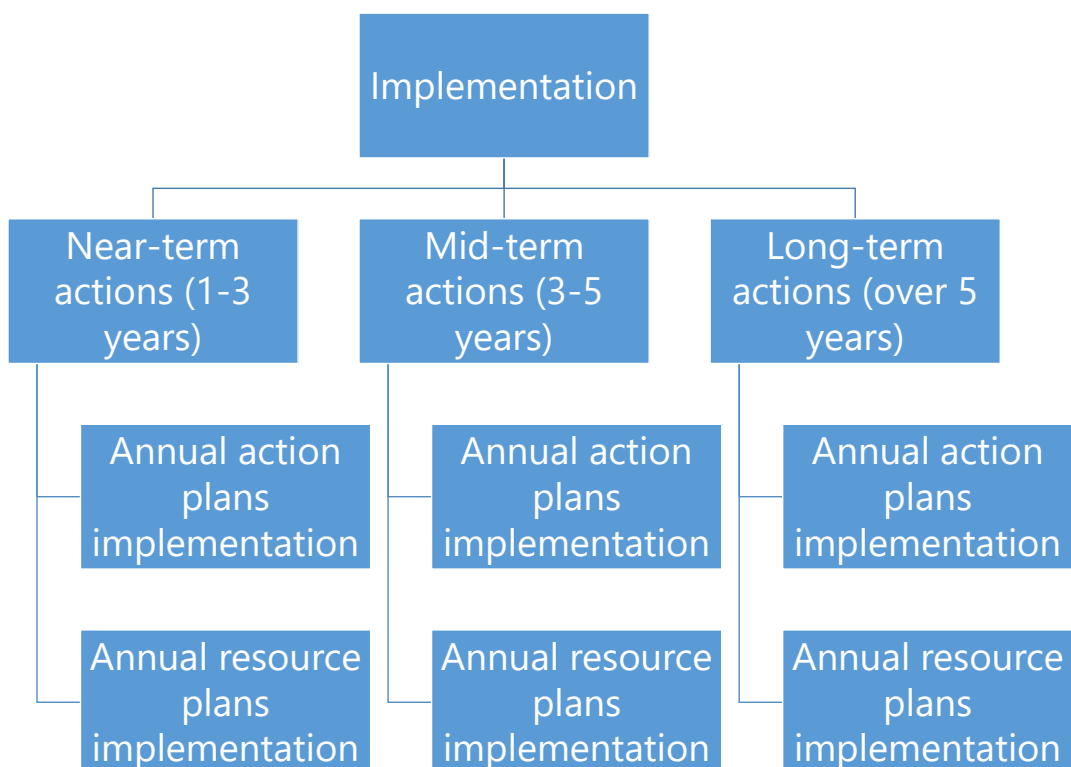 Implementation
Near-term
actions (1-3
years)
Mid-term
actions (3-5
years)
Long-term
actions (over 5
years)
Annual action
plans
implementation
Annual action
plans
implementation
Annual action
plans
implementation
Annual resource
plans
implementation
Annual resource
plans
implementation
Annual resource
plans
implementation